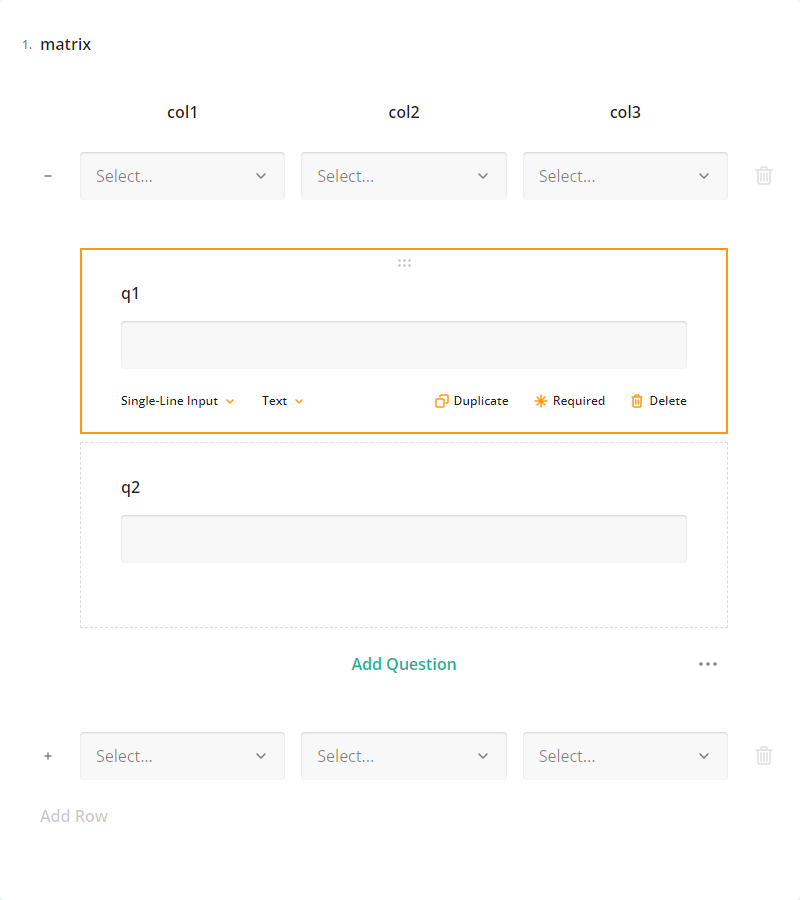 1. matrix
col1 col2 col3
Select... Select... Select...
q1
Single-Line Input Text Duplicate Required Delete
q2
Add Question
Select... Select... Select...
Add Row